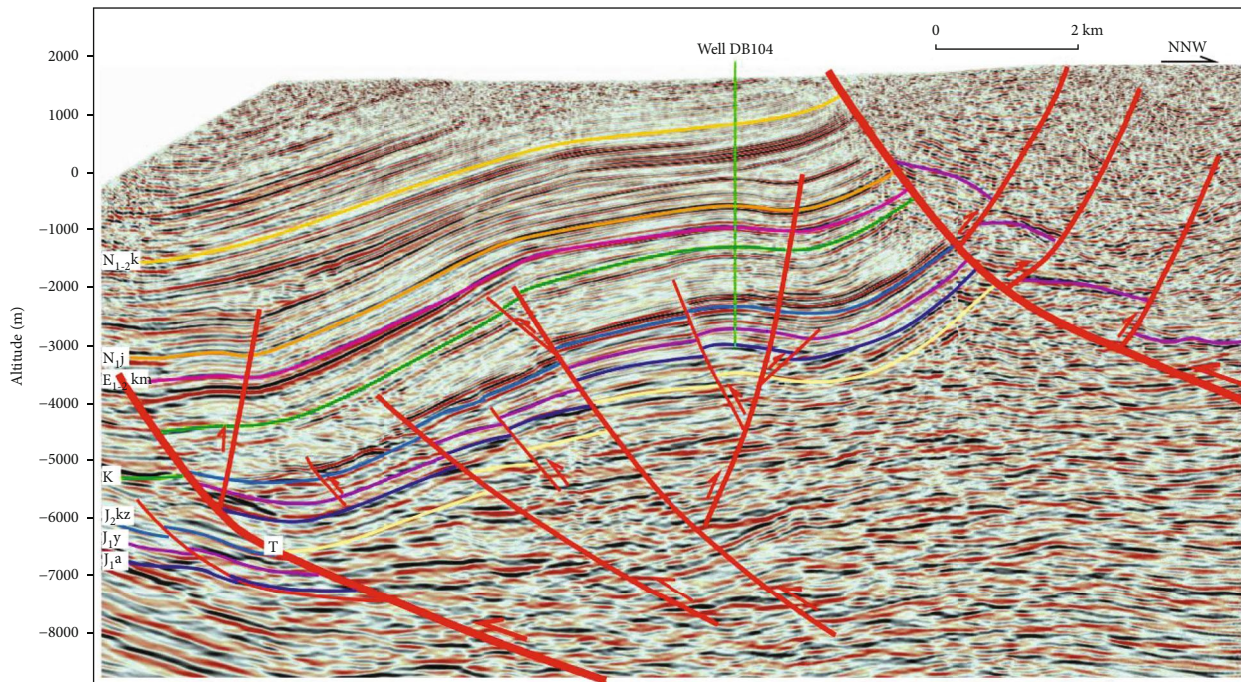 0 2 km
Well DB104
NNW
2000
1000
0
−1000
−2000
−3000
−4000
−5000
−6000
−7000
−8000
Altitude (m)
N₁₋₂k
N₁j
E₁₋₂km
K
J₂kz
J₁y
J₁a
T